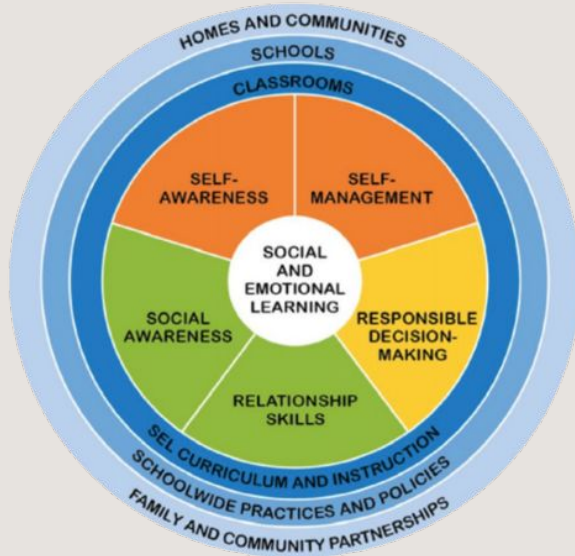 HOMES AND COMMUNITIES
SCHOOLS
CLASSROOMS
SELF-
AWARENESS
SELF-
MANAGEMENT
SOCIAL
AND
EMOTIONAL
LEARNING
SOCIAL
AWARENESS
RESPONSIBLE
DECISION-
MAKING
RELATIONSHIP
SKILLS
SEL CURRICULUM AND INSTRUCTION
SCHOOLWIDE PRACTICES AND POLICIES
FAMILY AND COMMUNITY PARTNERSHIPS